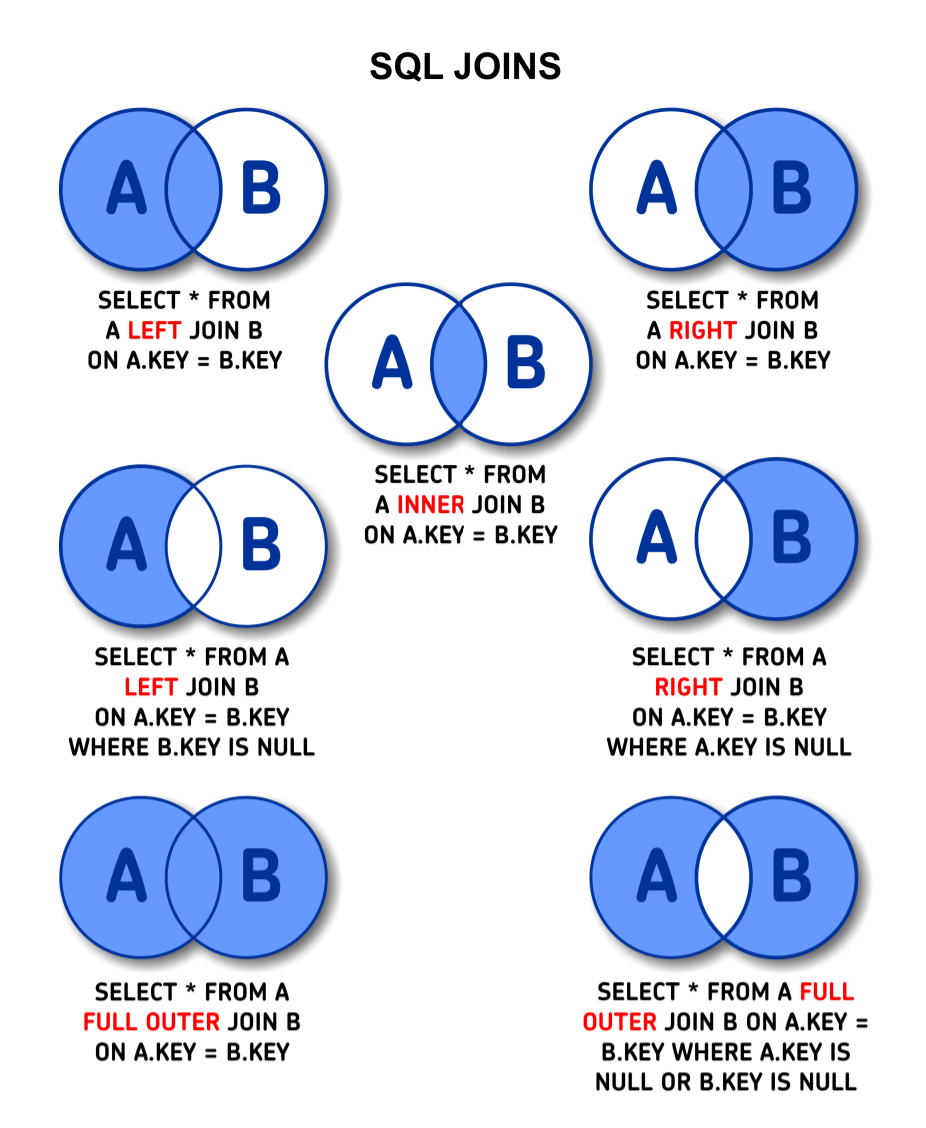 SQL JOINS
A B
SELECT * FROM
A LEFT JOIN B
ON A.KEY = B.KEY
A B
SELECT * FROM
A RIGHT JOIN B
ON A.KEY = B.KEY
A B
SELECT * FROM
A INNER JOIN B
ON A.KEY = B.KEY
A B
SELECT * FROM A
LEFT JOIN B
ON A.KEY = B.KEY
WHERE B.KEY IS NULL
A B
SELECT * FROM A
RIGHT JOIN B
ON A.KEY = B.KEY
WHERE A.KEY IS NULL
A B
SELECT * FROM A
FULL OUTER JOIN B
ON A.KEY = B.KEY
A B
SELECT * FROM A FULL
OUTER JOIN B ON A.KEY =
B.KEY WHERE A.KEY IS
NULL OR B.KEY IS NULL